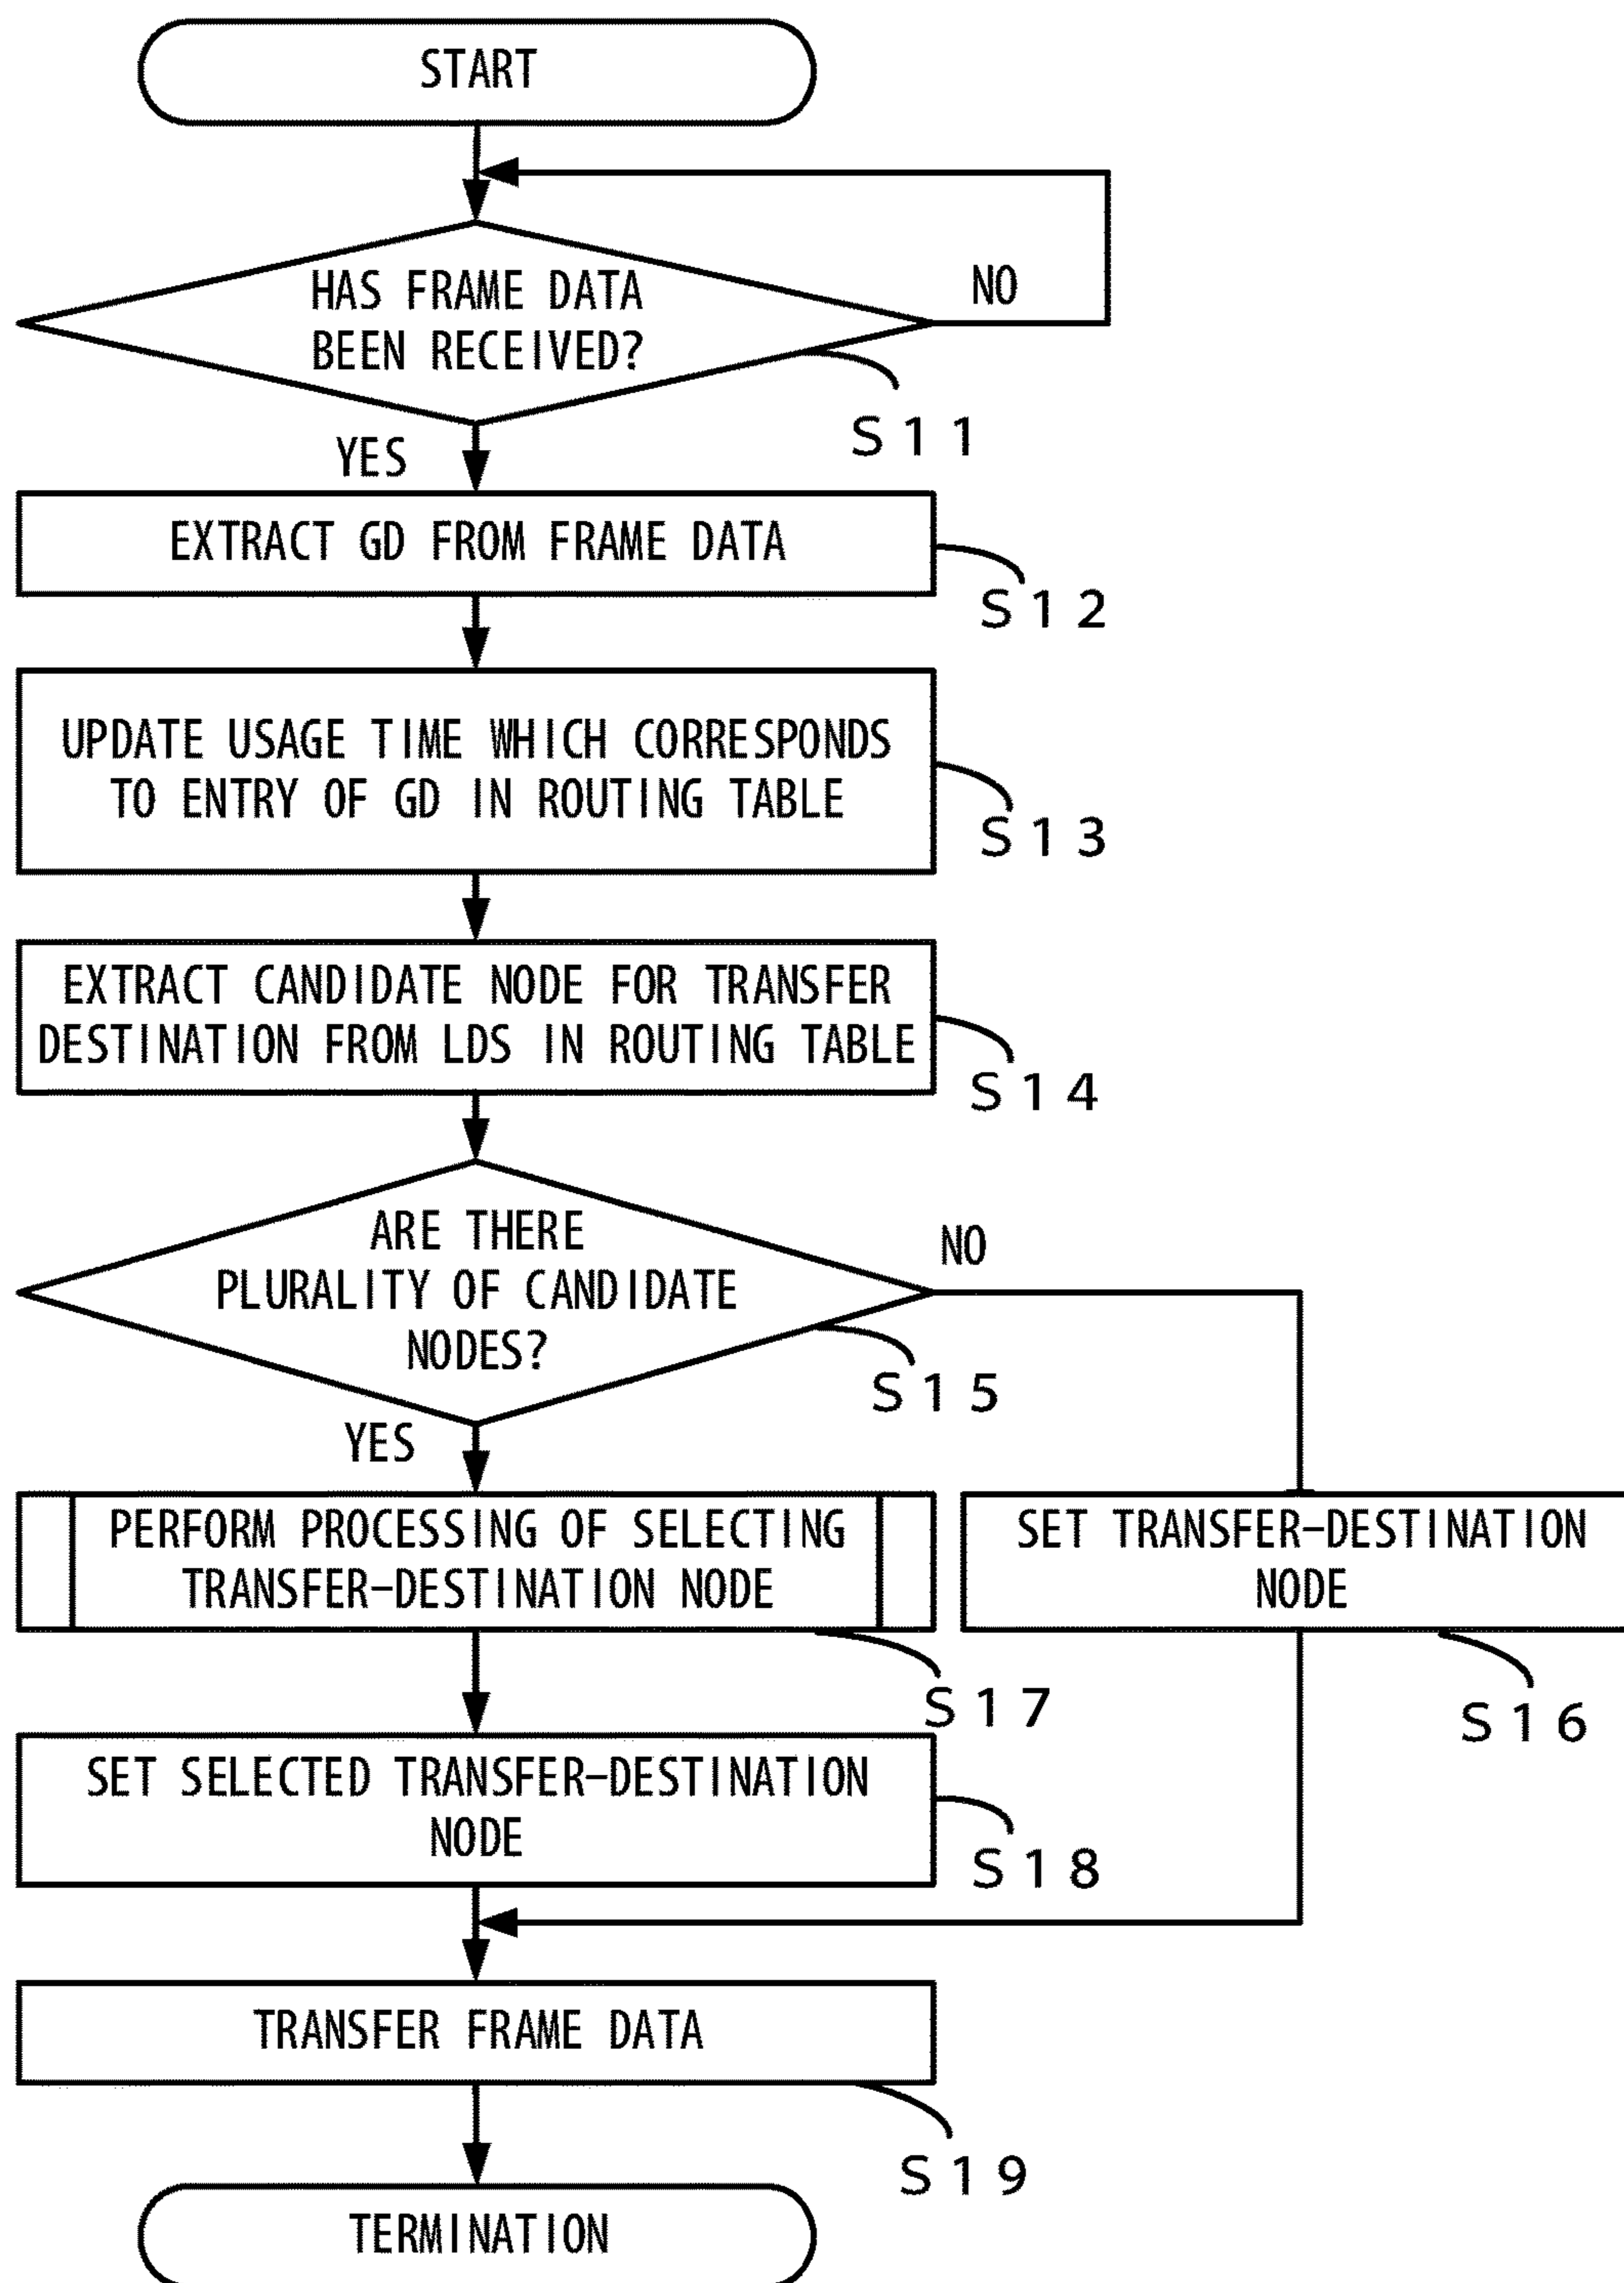 START
HAS FRAME DATA
BEEN RECEIVED?
NO
S11
YES
EXTRACT GD FROM FRAME DATA
S12
UPDATE USAGE TIME WHICH CORRESPONDS
TO ENTRY OF GD IN ROUTING TABLE
S13
EXTRACT CANDIDATE NODE FOR TRANSFER
DESTINATION FROM LDS IN ROUTING TABLE
S14
ARE THERE
PLURALITY OF CANDIDATE
NODES?
NO
S15
YES
PERFORM PROCESSING OF SELECTING
TRANSFER-DESTINATION NODE
S17
SET TRANSFER-DESTINATION
NODE
S16
SET SELECTED TRANSFER-DESTINATION
NODE
S18
TRANSFER FRAME DATA
S19
TERMINATION